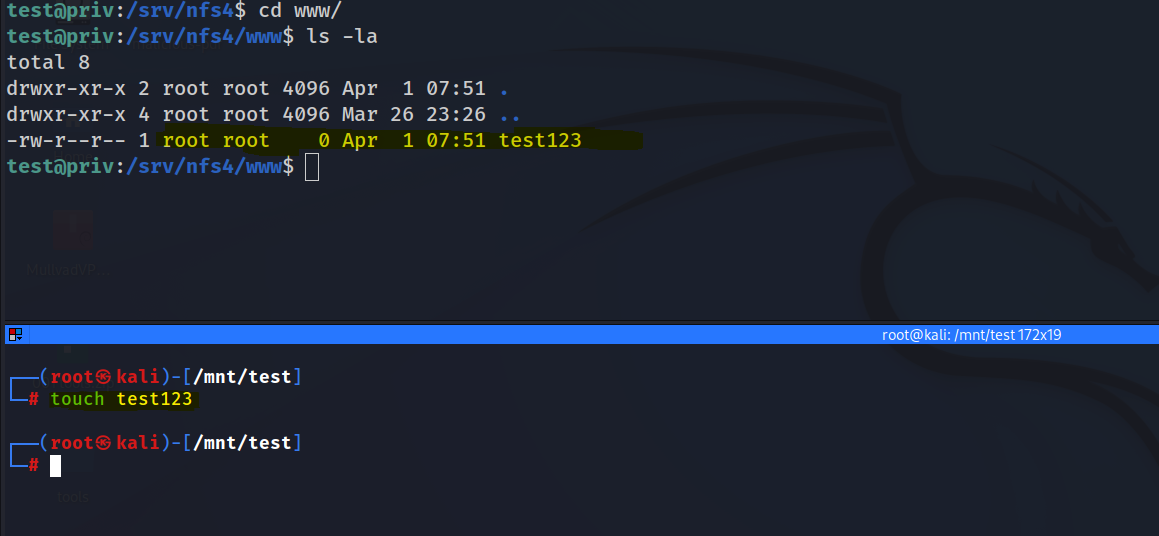 test@priv:/srv/nfs4$ cd www/
test@priv:/srv/nfs4/www$ ls -la
total 8
drwxr-xr-x 2 root root 4096 Apr  1 07:51 .
drwxr-xr-x 4 root root 4096 Mar 26 23:26 ..
-rw-r--r-- 1 root root    0 Apr  1 07:51 test123
test@priv:/srv/nfs4/www$
MullvadVP...
root@kali: /mnt/test 172x19
┌──(root㉿kali)-[/mnt/test]
└─# touch test123
┌──(root㉿kali)-[/mnt/test]
└─#
tools